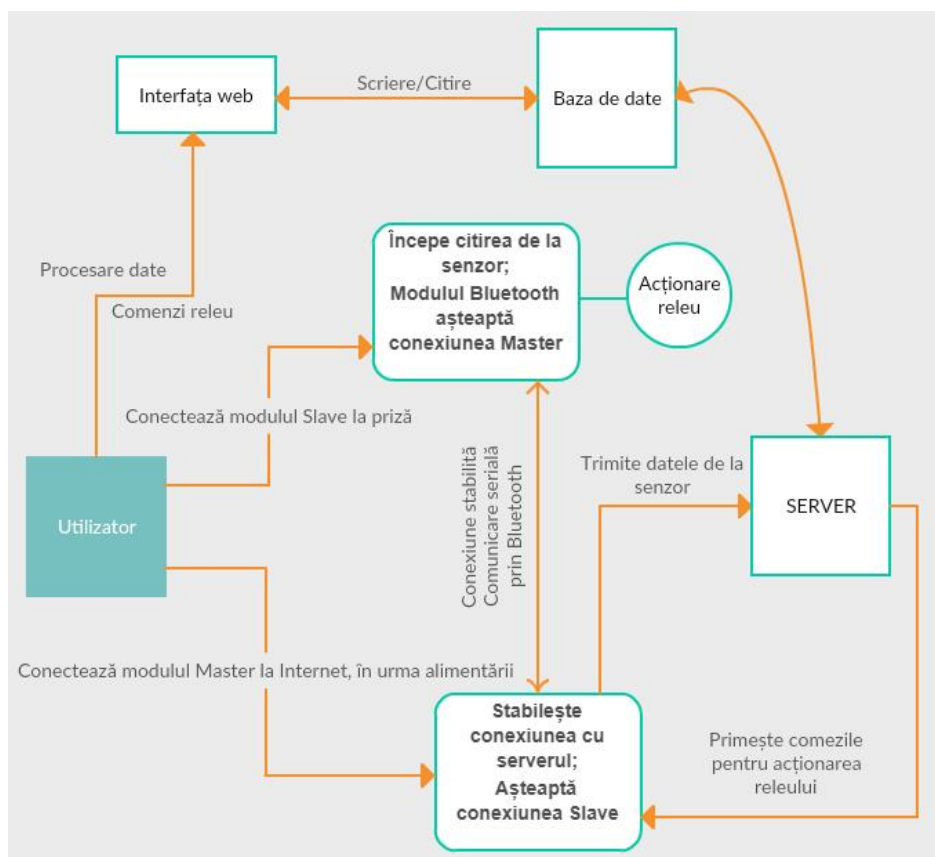 Interfața web
Scriere/Citire
Baza de date
Începe citirea de la
senzor;
Modulul Bluetooth
așteaptă
conexiunea Master
Acționare
releu
Procesare date
Comenzi releu
Conectează modulul Slave la priză
Utilizator
Conexiune stabilită
Comunicare serială
prin Bluetooth
Trimite datele de la
senzor
SERVER
Conectează modulul Master la Internet, în urma alimentării
Stabilește
conexiunea cu
serverul;
Așteaptă
conexiunea Slave
Primește comezile
pentru acționarea
releului